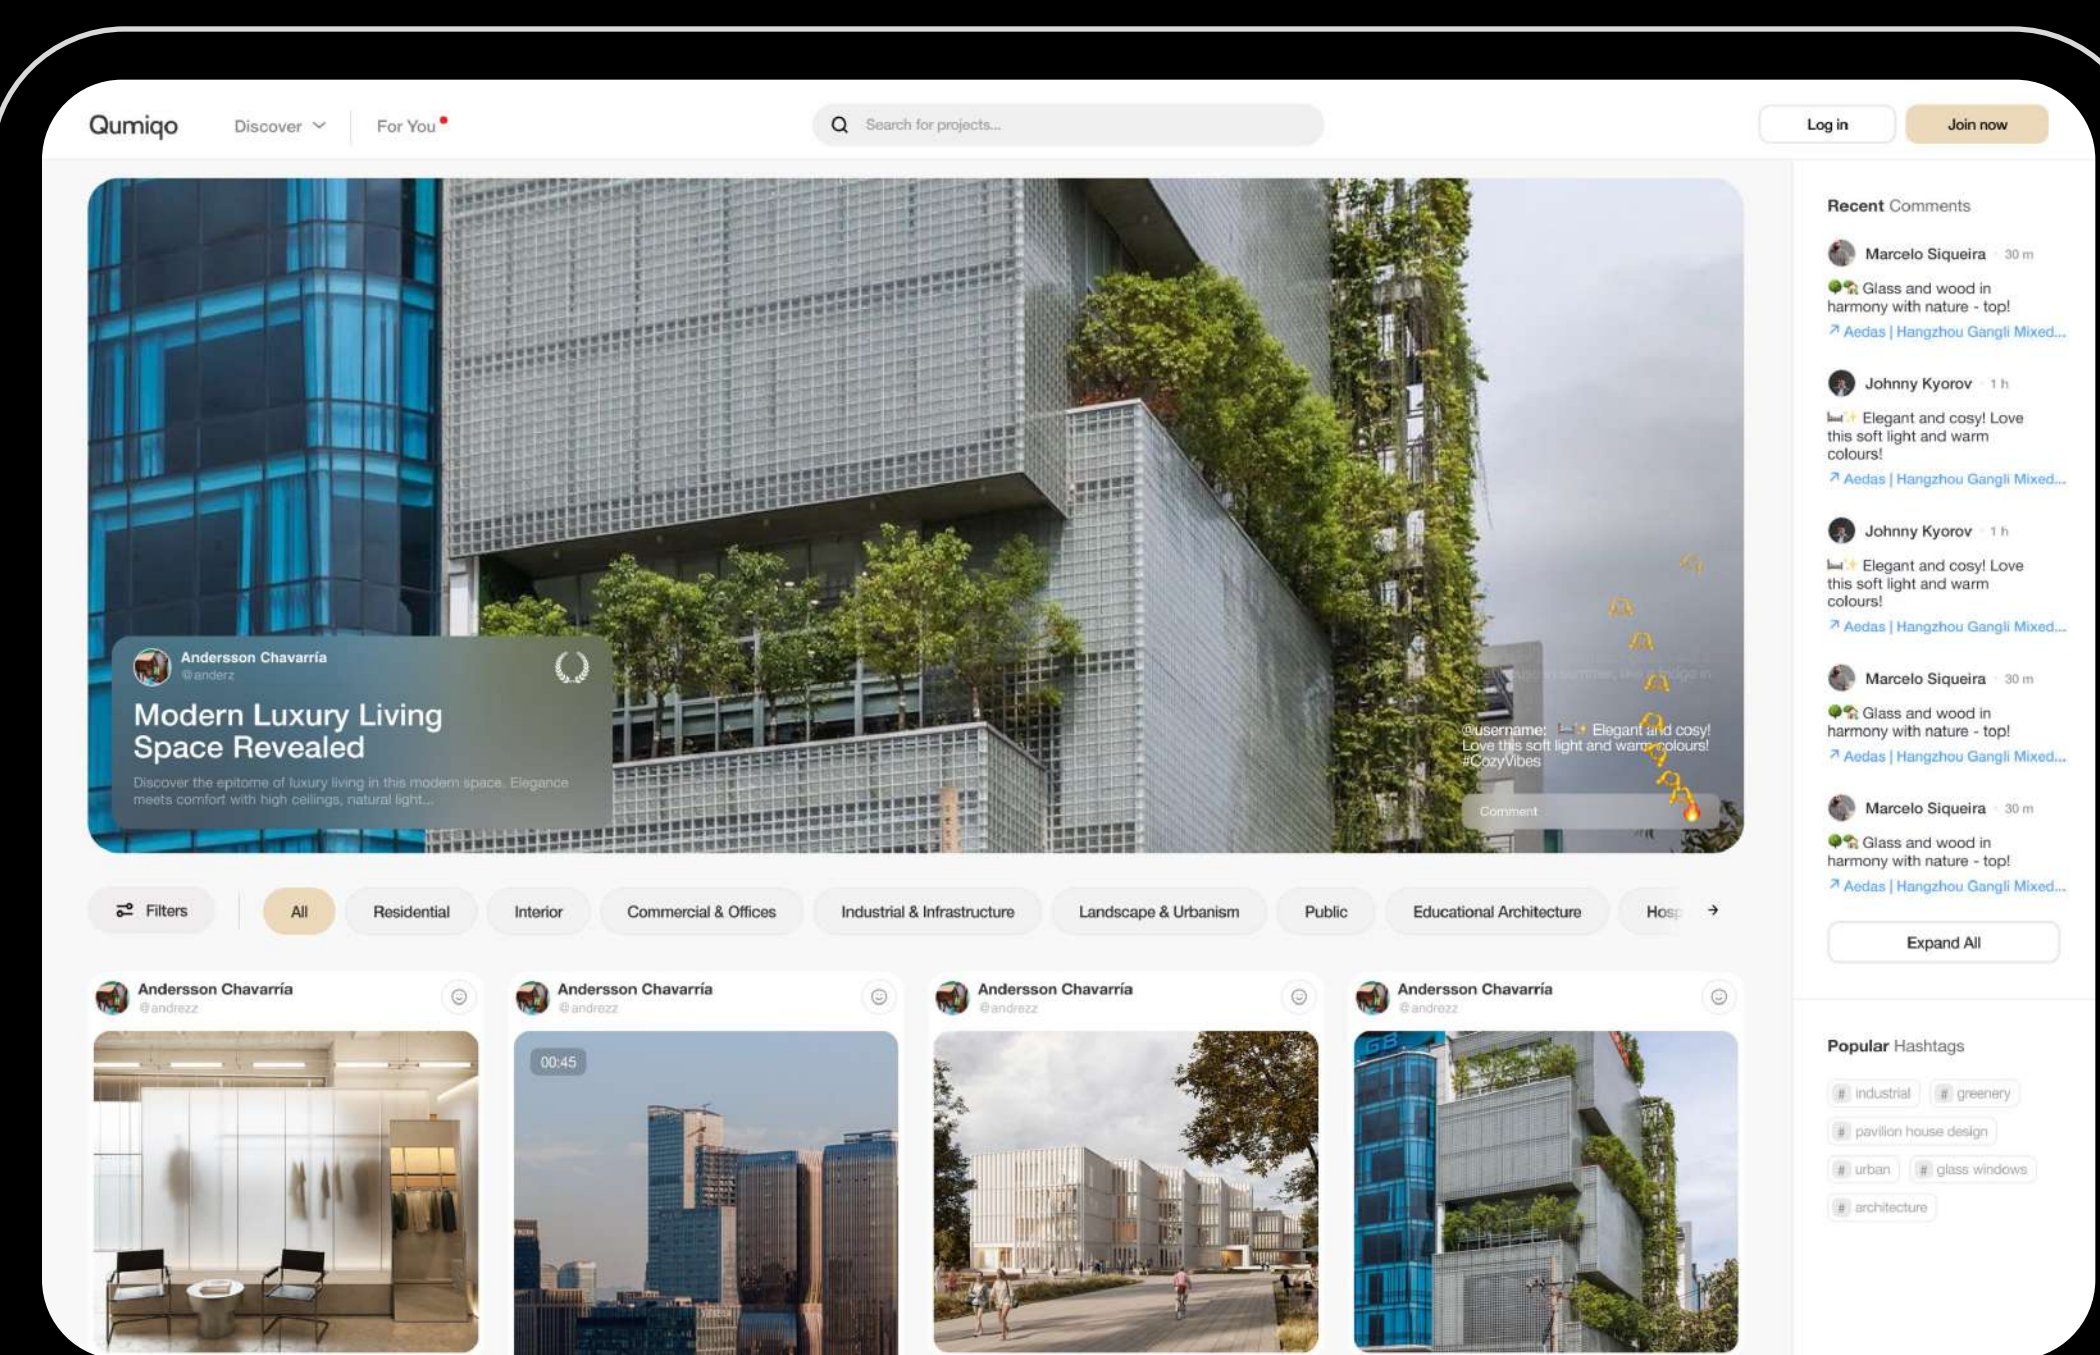 Qumiqo
Discover
For You
Search for projects...
Log in
Join now
Andersson Chavarría
@anderz
Modern Luxury Living
Space Revealed
Discover the epitome of luxury living in this modern space. Elegance
meets comfort with high ceilings, natural light...
@username: 🛏️✨ Elegant and cosy!
Love this soft light and warm colours!
#CozyVibes
Comment
Filters
All
Residential
Interior
Commercial & Offices
Industrial & Infrastructure
Landscape & Urbanism
Public
Educational Architecture
Andersson Chavarría
@andrezz
Andersson Chavarría
@andrezz
00:45
Andersson Chavarría
@andrezz
Andersson Chavarría
@andrezz
GB
Recent Comments
Marcelo Siqueira · 30 m
🌳🏡 Glass and wood in
harmony with nature - top!
Aedas | Hangzhou Gangli Mixed...
Johnny Kyorov · 1 h
🛏️✨ Elegant and cosy! Love
this soft light and warm
colours!
Aedas | Hangzhou Gangli Mixed...
Johnny Kyorov · 1 h
🛏️✨ Elegant and cosy! Love
this soft light and warm
colours!
Aedas | Hangzhou Gangli Mixed...
Marcelo Siqueira · 30 m
🌳🏡 Glass and wood in
harmony with nature - top!
Aedas | Hangzhou Gangli Mixed...
Marcelo Siqueira · 30 m
🌳🏡 Glass and wood in
harmony with nature - top!
Aedas | Hangzhou Gangli Mixed...
Expand All
Popular Hashtags
# industrial # greenery
# pavilion house design
# urban # glass windows
# architecture